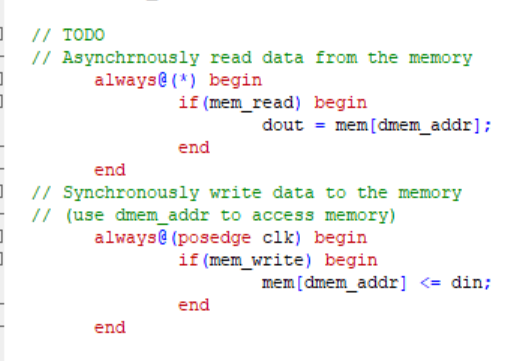 // TODO
// Asynchrnously read data from the memory
always@(*) begin
if(mem_read) begin
dout = mem[dmem_addr];
end
end
// Synchronously write data to the memory
// (use dmem_addr to access memory)
always@(posedge clk) begin
if(mem_write) begin
mem[dmem_addr] <= din;
end
end